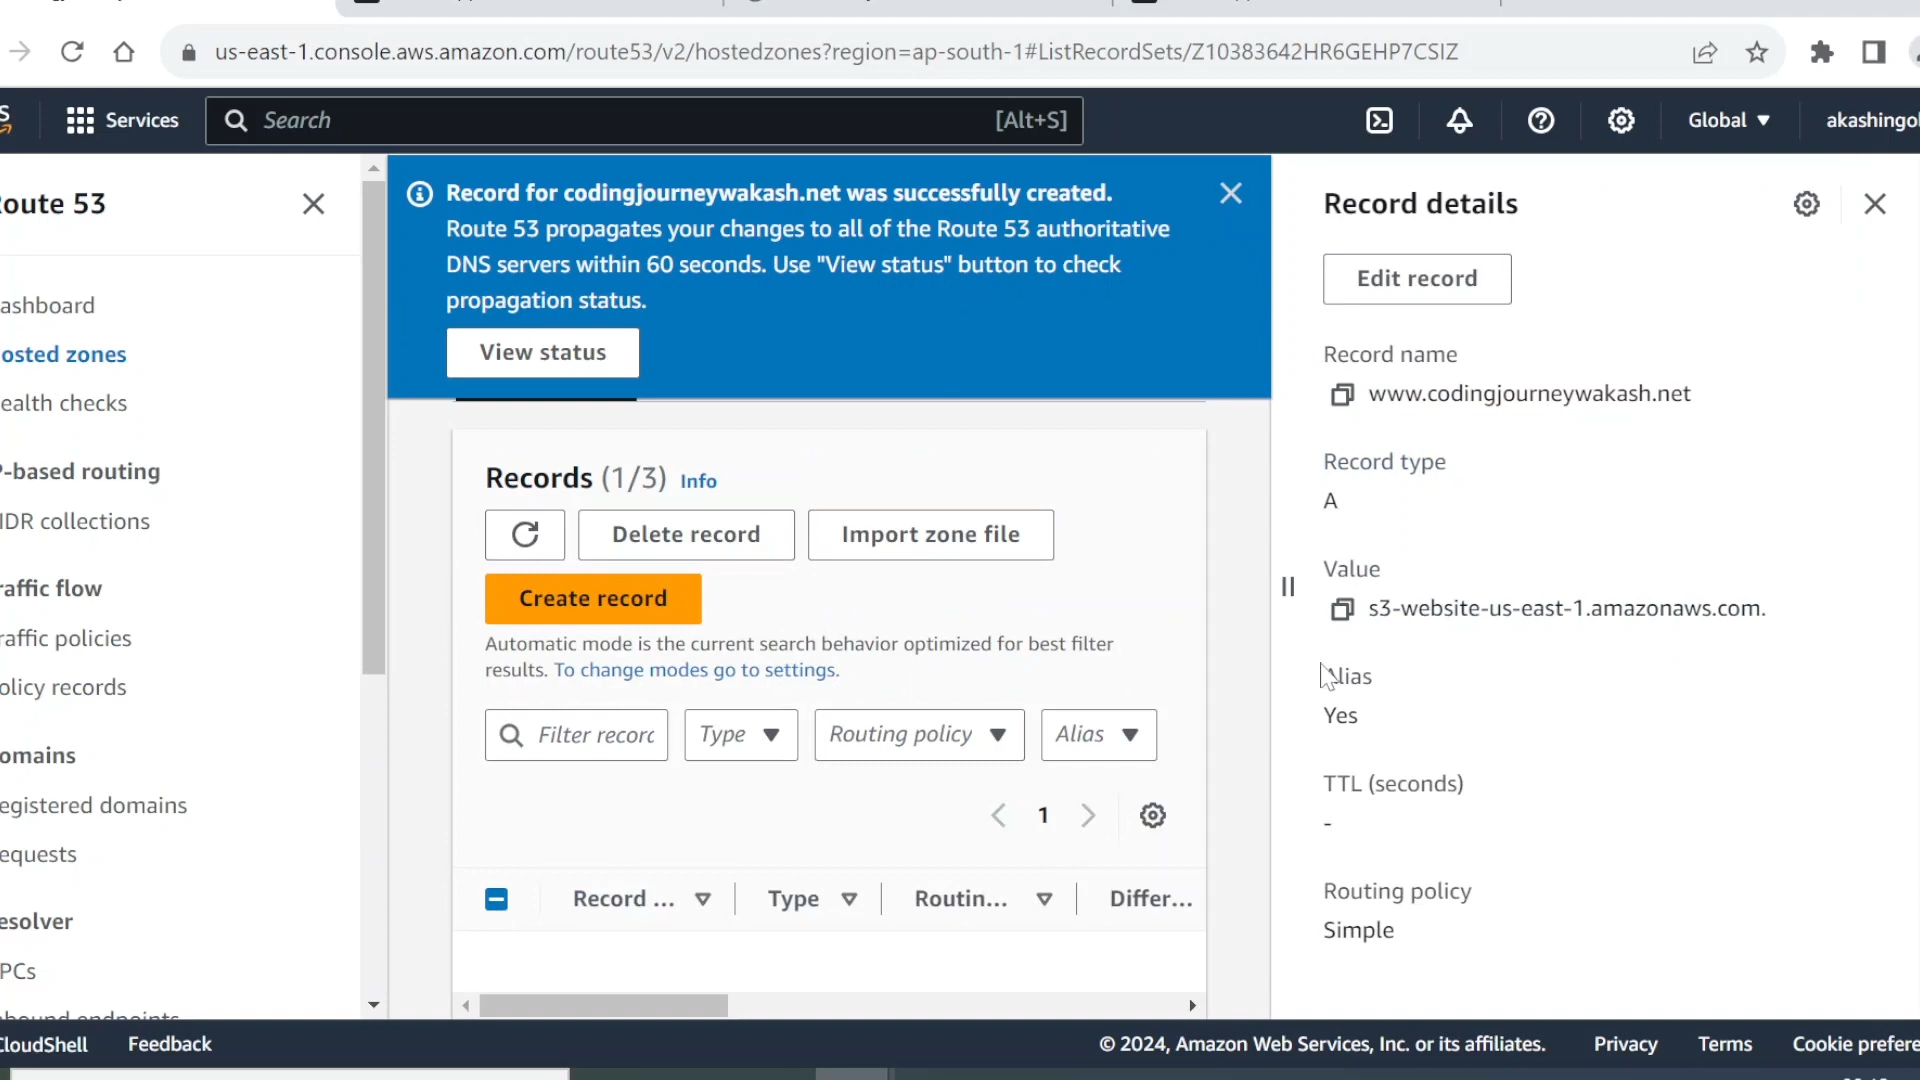 us-east-1.console.aws.amazon.com/route53/v2/hostedzones?region=ap-south-1#ListRecordSets/Z10383642HR6GEHP7CSIZ
Services
Search
[Alt+S]
Global
akashingol
oute 53
ashboard
osted zones
ealth checks
P-based routing
IDR collections
raffic flow
raffic policies
olicy records
omains
egistered domains
equests
esolver
PCs
Record for codingjourneywakash.net was successfully created.
Route 53 propagates your changes to all of the Route 53 authoritative
DNS servers within 60 seconds. Use "View status" button to check
propagation status.
View status
Records (1/3) Info
Delete record
Import zone file
Create record
Automatic mode is the current search behavior optimized for best filter
results. To change modes go to settings.
Filter recorc
Type
Routing policy
Alias
1
Record ...
Type
Routin...
Differ...
Record details
Edit record
Record name
www.codingjourneywakash.net
Record type
A
Value
s3-website-us-east-1.amazonaws.com.
Alias
Yes
TTL (seconds)
-
Routing policy
Simple
CloudShell
Feedback
© 2024, Amazon Web Services, Inc. or its affiliates.
Privacy
Terms
Cookie prefere